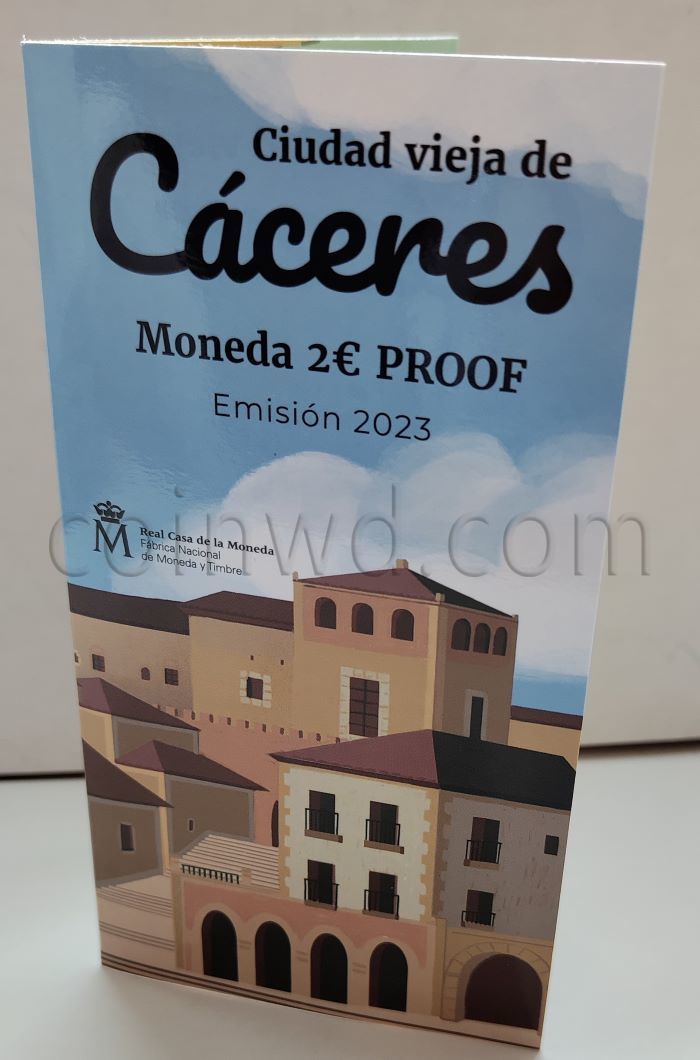 Ciudad vieja de
Cáceres
Moneda 2€ PROOF
Emisión 2023
M
Real Casa de la Moneda
Fábrica Nacional
de Moneda y Timbre
coinwd.com